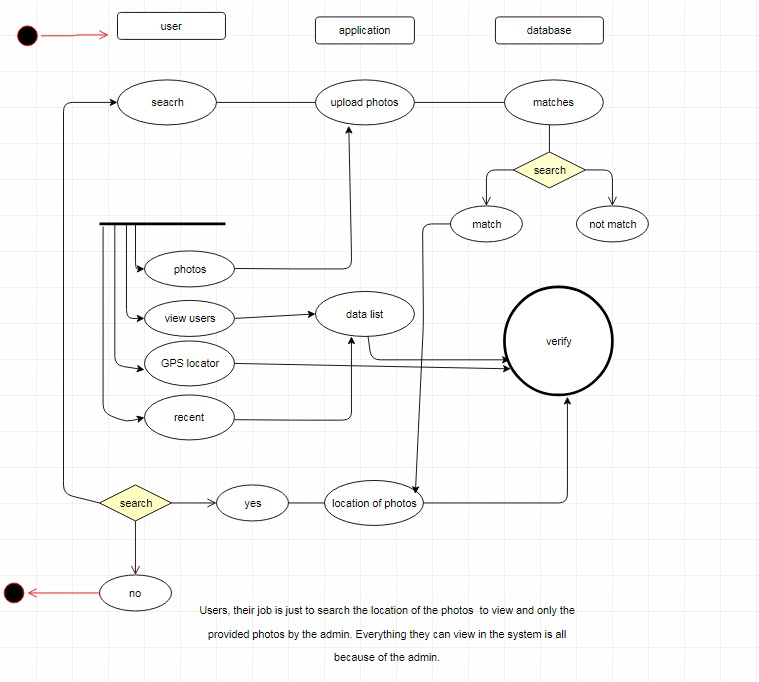 user
application
database
seacrh
upload photos
matches
search
match
not match
photos
view users
data list
verify
GPS locator
recent
search
yes
location of photos
no
Users, their job is just to search the location of the photos to view and only the
provided photos by the admin. Everything they can view in the system is all
because of the admin.